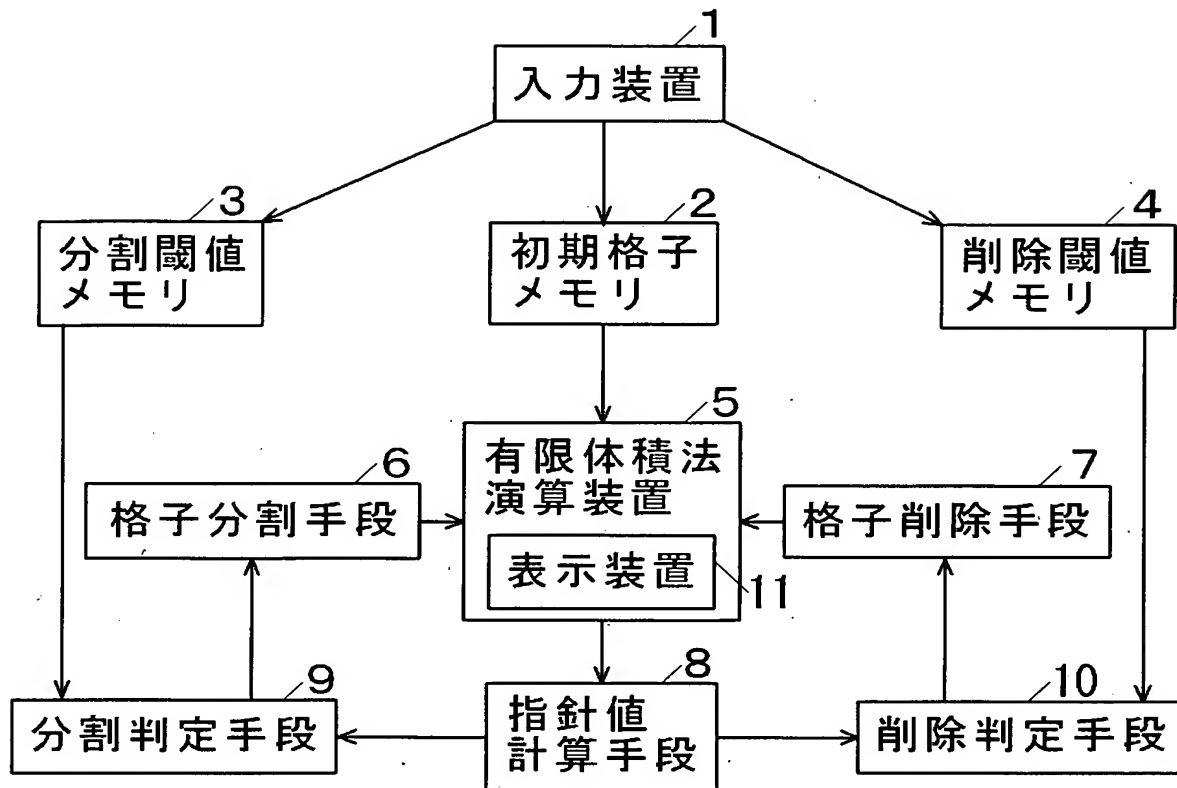 1
入力装置
3
分割閾値
メモリ
2
初期格子
メモリ
4
削除閾値
メモリ
5
有限体積法
演算装置
6
格子分割手段
7
格子削除手段
表示装置
11
9
分割判定手段
8
指針値
計算手段
10
削除判定手段